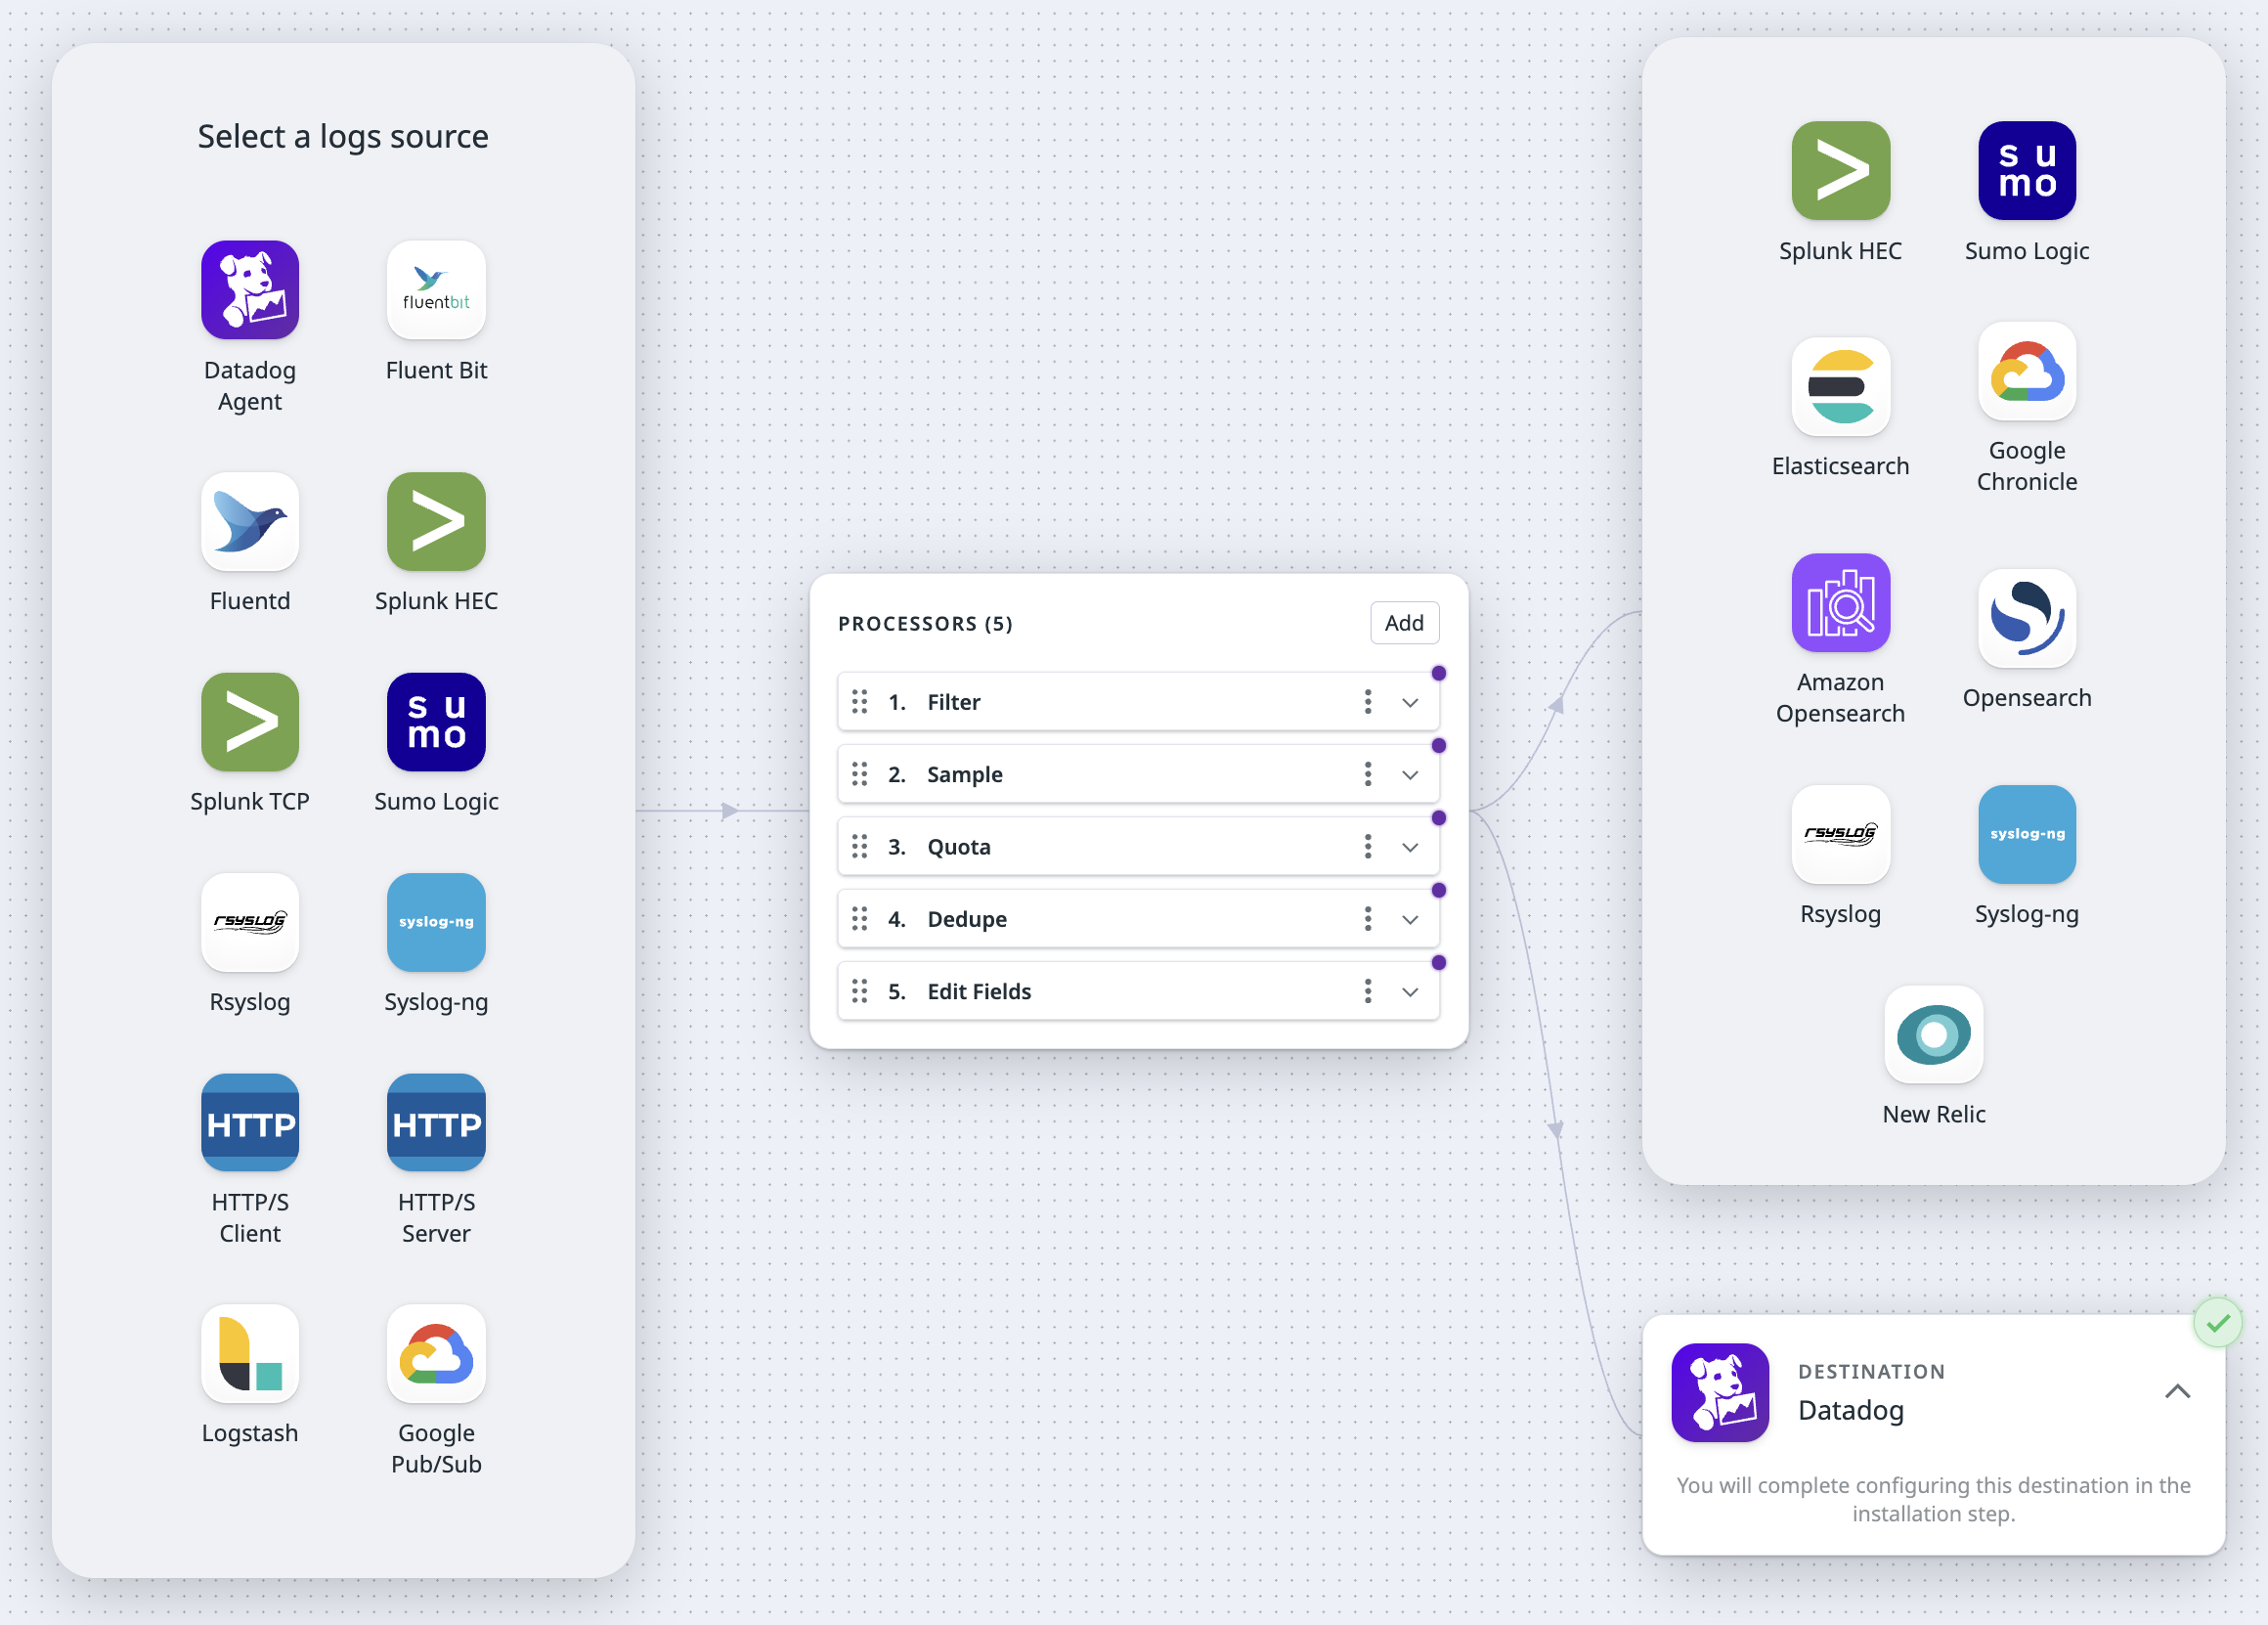 Select a logs source
fluentbit
Datadog
Agent
Fluent Bit
Fluentd
Splunk HEC
su
mo
Splunk TCP
Sumo Logic
RSYSLOG
syslog-ng
Rsyslog
Syslog-ng
HTTP
HTTP
HTTP/S
Client
HTTP/S
Server
Logstash
Google
Pub/Sub
PROCESSORS (5)
Add
1. Filter
2. Sample
3. Quota
4. Dedupe
5. Edit Fields
su
mo
Splunk HEC
Sumo Logic
Elasticsearch
Google
Chronicle
Amazon
Opensearch
Opensearch
RSYSLOG
syslog-ng
Rsyslog
Syslog-ng
New Relic
DESTINATION
Datadog
You will complete configuring this destination in the
installation step.